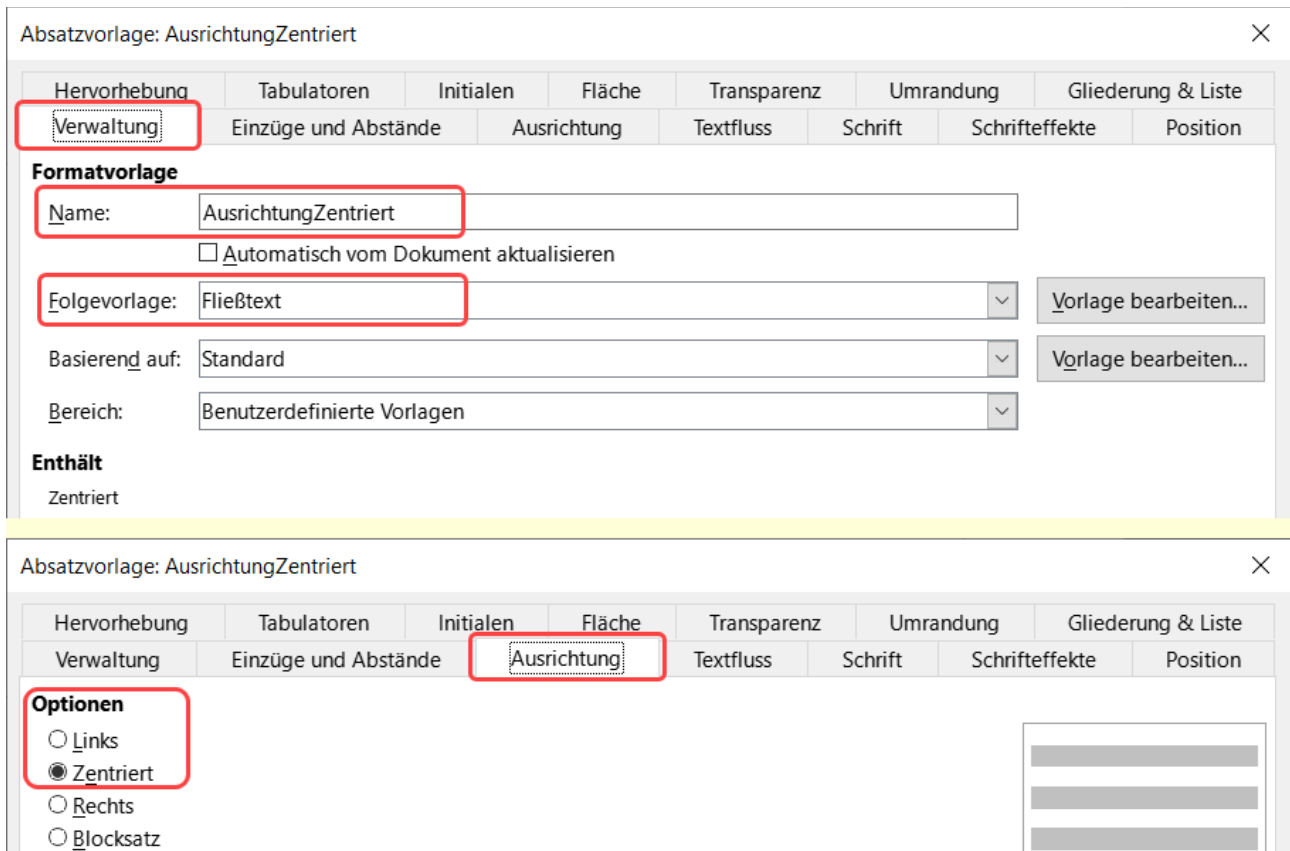 Absatzvorlage: AusrichtungZentriert
Hervorhebung Tabulatoren Initialen Fläche Transparenz Umrandung Gliederung & Liste
Verwaltung Einzüge und Abstände Ausrichtung Textfluss Schrift Schrifteffekte Position
Formatvorlage
Name: AusrichtungZentriert
Automatisch vom Dokument aktualisieren
Folgevorlage: Fließtext Vorlage bearbeiten...
Basierend auf: Standard Vorlage bearbeiten...
Bereich: Benutzerdefinierte Vorlagen
Enthält
Zentriert
Absatzvorlage: AusrichtungZentriert
Hervorhebung Tabulatoren Initialen Fläche Transparenz Umrandung Gliederung & Liste
Verwaltung Einzüge und Abstände Ausrichtung Textfluss Schrift Schrifteffekte Position
Optionen
Links
Zentriert
Rechts
Blocksatz